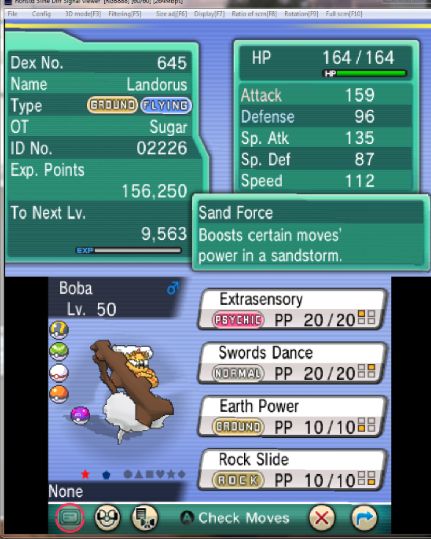 Config 3D mode[F3] Filtering[F5] Size adj[F6] Display[F7] Ratio of scrn[F8] Rotation[F9] Full scrn[F10]
Dex No. 645
Name Landorus
Type GROUND FLYING
OT Sugar
ID No. 02226
Exp. Points
156,250
To Next Lv.
9,563
EXP
HP 164/164
HP
Attack 159
Defense 96
Sp. Atk 135
Sp. Def 87
Speed 112
Sand Force
Boosts certain moves'
power in a sandstorm.
Boba ♂
Lv. 50
None
Extrasensory
PSYCHIC PP 20/20
Swords Dance
NORMAL PP 20/20
Earth Power
GROUND PP 10/10
Rock Slide
ROCK PP 10/10
A Check Moves